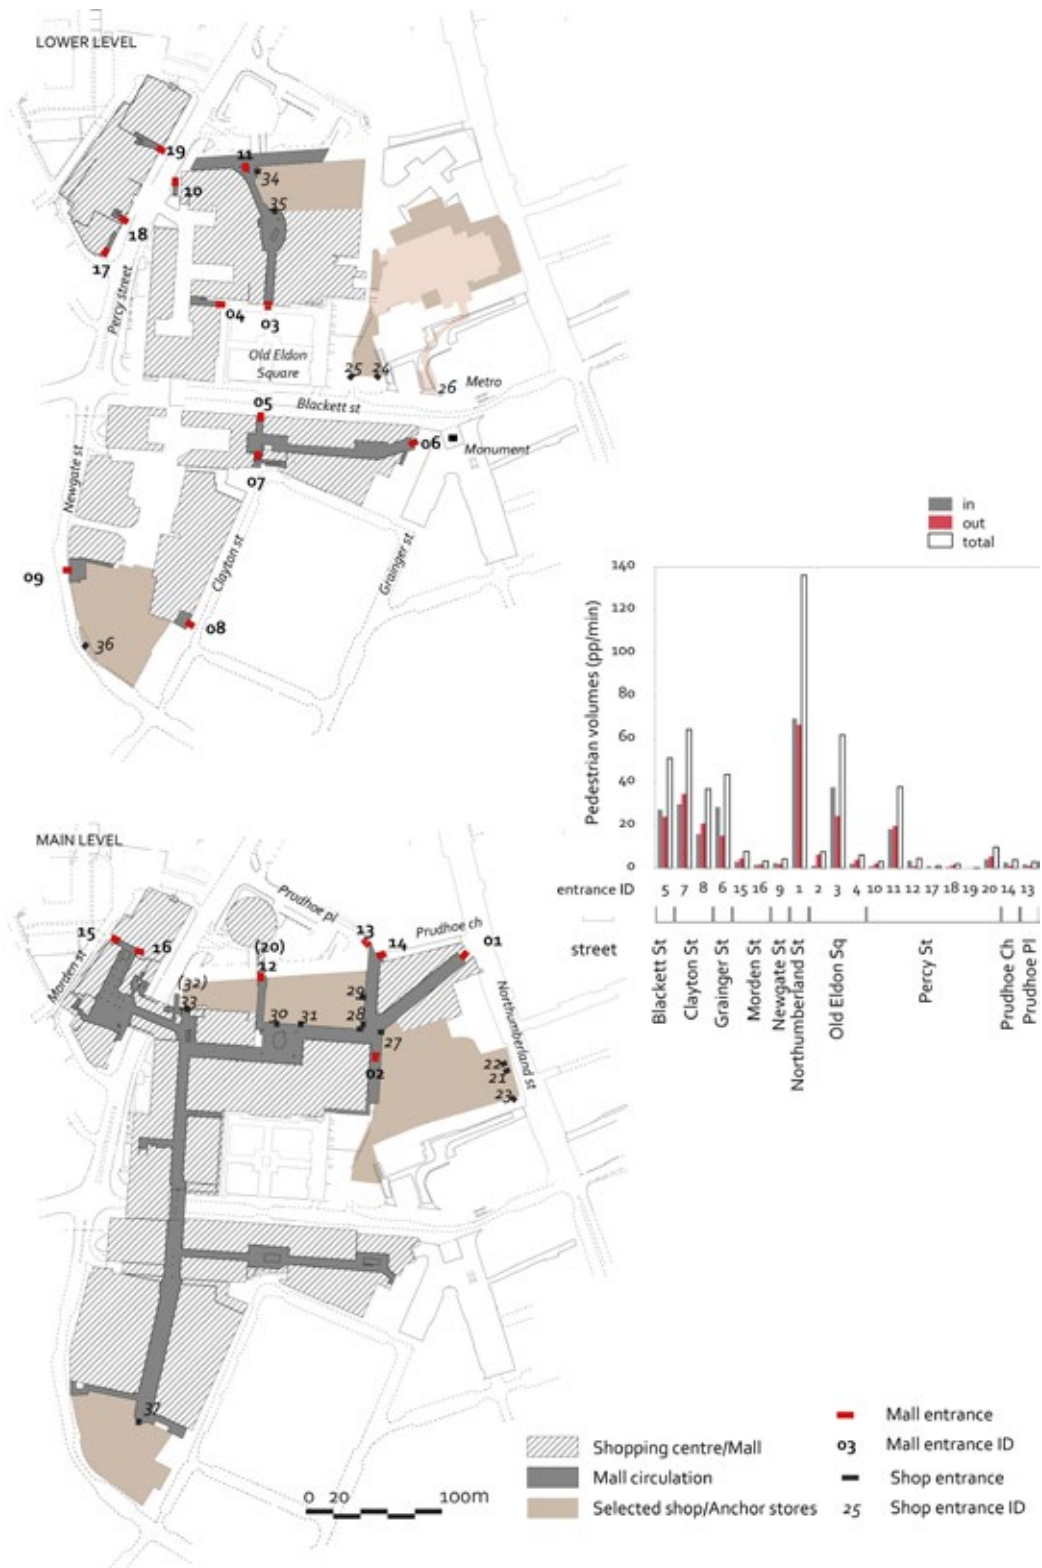 LOWER LEVEL
19
11
34
10
35
18
17
Percy street
04
03
Old Eldon
Square
25
24
26
Metro
05
Blackett st
06
Monument
07
Newgate st
Clayton st
Grainger st
09
08
36
in
out
total
Pedestrian volumes (pp/min)
140
120
100
80
60
40
20
0
entrance ID
5 7 8 6 15 16 9 1 2 3 4 10 11 12 17 18 19 20 14 13
street
Blackett St
Clayton St
Grainger St
Morden St
Newgate St
Northumberland St
Old Eldon Sq
Percy St
Prudhoe Ch
Prudhoe Pl
MAIN LEVEL
Prudhoe pl
Prudhoe ch
13
14
01
15
16
(20)
12
Morden st
(32)
33
29
30
31
28
27
Northumberland st
02
22
21
23
37
0 20 100m
Shopping centre/Mall
Mall circulation
Selected shop/Anchor stores
Mall entrance
03 Mall entrance ID
Shop entrance
25 Shop entrance ID